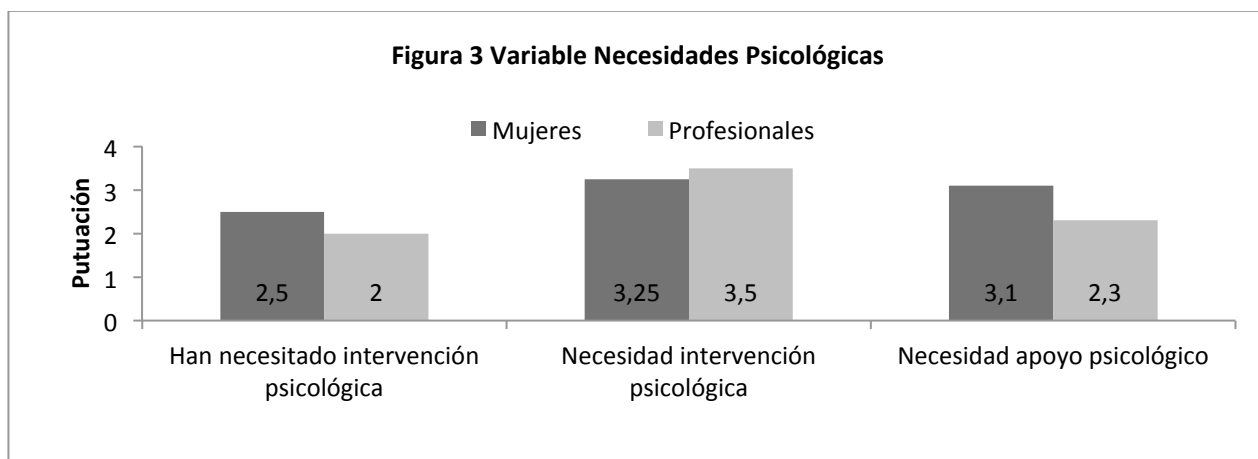 Figura 3 Variable Necesidades Psicológicas
Mujeres Profesionales
Putuación
4
3
2
1
0
2,5 2 3,25 3,5 3,1 2,3
Han necesitado intervención
psicológica
Necesidad intervención
psicológica
Necesidad apoyo psicológico